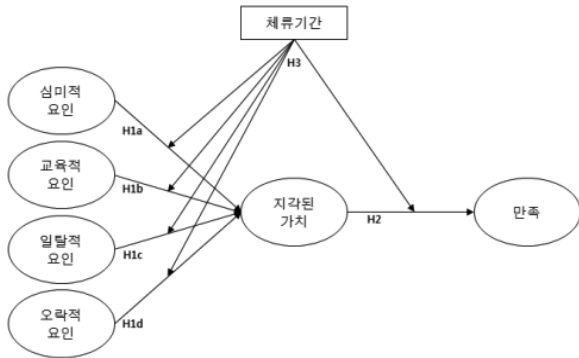 체류기간
H3
심미적
요인
H1a
교육적
요인
H1b
지각된
가치
H2
만족
일탈적
요인
H1c
오락적
요인
H1d